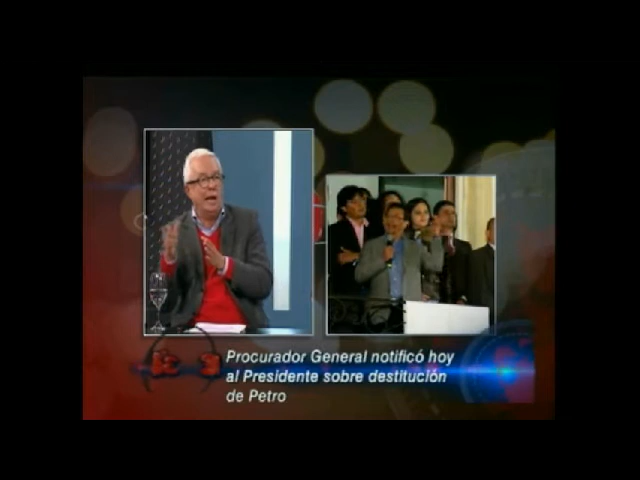 Procurador General notificó hoy
al Presidente sobre destitución
de Petro